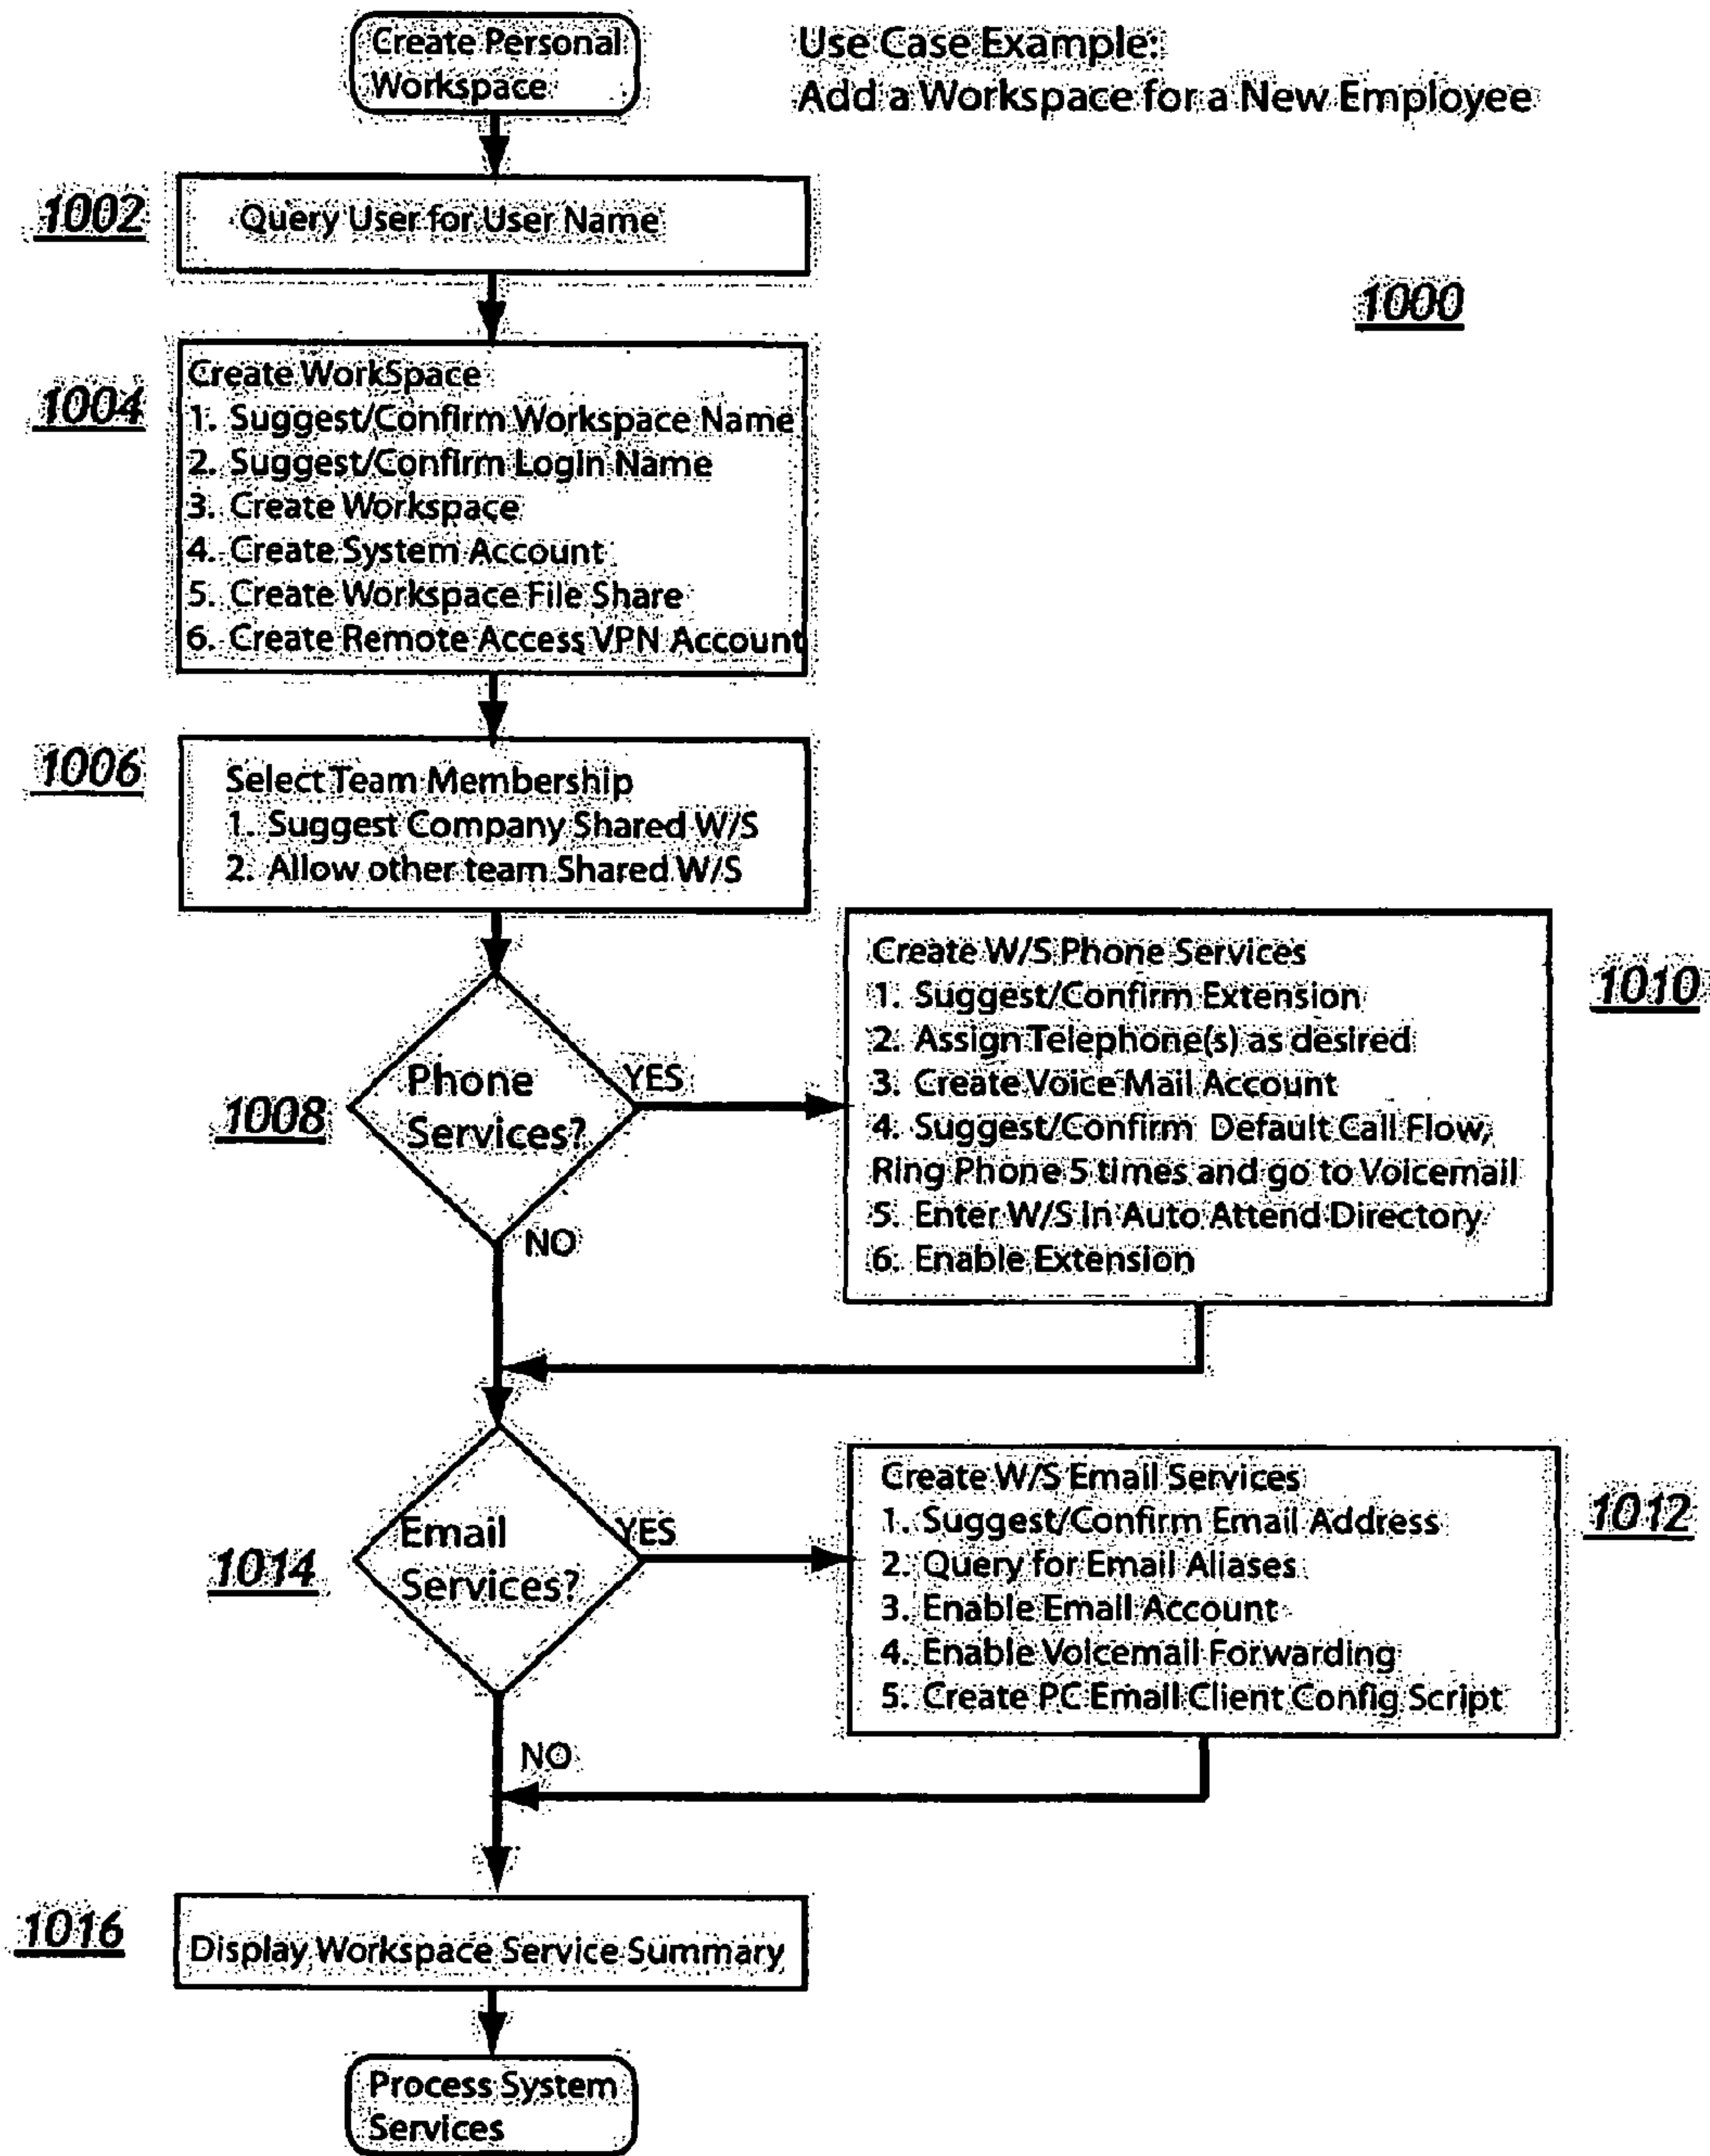 Create Personal
Workspace
Use Case Example:
Add a Workspace for a New Employee
1002
Query User for User Name
1000
1004
Create WorkSpace
1. Suggest/Confirm Workspace Name
2. Suggest/Confirm Login Name
3. Create Workspace
4. Create System Account
5. Create Workspace File Share
6. Create Remote Access VPN Account
1006
Select Team Membership
1. Suggest Company Shared W/S
2. Allow other team Shared W/S
1008
Phone
Services?
YES
NO
Create W/S Phone Services
1. Suggest/Confirm Extension
2. Assign Telephone(s) as desired
3. Create Voice Mail Account
4. Suggest/Confirm Default Call Flow,
Ring Phone 5 times and go to Voicemail
5. Enter W/S in Auto Attend Directory
6. Enable Extension
1010
1014
Email
Services?
YES
NO
Create W/S Email Services
1. Suggest/Confirm Email Address
2. Query for Email Aliases
3. Enable Email Account
4. Enable Voicemail Forwarding
5. Create PC Email Client Config Script
1012
1016
Display Workspace Service Summary
Process System
Services